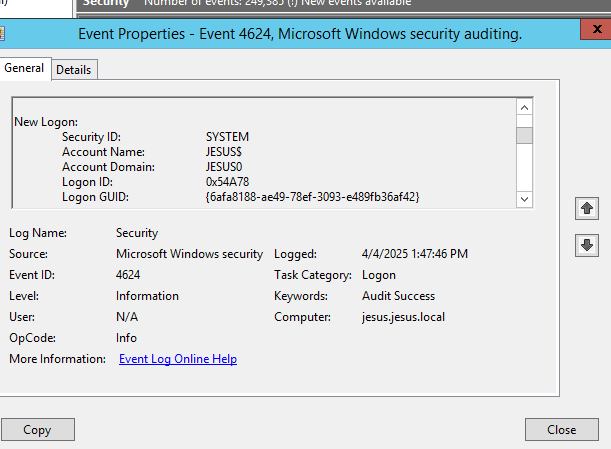 Security Number of events: 249,385 (!) New events available
Event Properties - Event 4624, Microsoft Windows security auditing.
General Details
New Logon:
Security ID: SYSTEM
Account Name: JESUS$
Account Domain: JESUS0
Logon ID: 0x54A78
Logon GUID: {6afa8188-ae49-78ef-3093-e489fb36af42}
Log Name: Security
Source: Microsoft Windows security Logged: 4/4/2025 1:47:46 PM
Event ID: 4624 Task Category: Logon
Level: Information Keywords: Audit Success
User: N/A Computer: jesus.jesus.local
OpCode: Info
More Information: Event Log Online Help
Copy Close